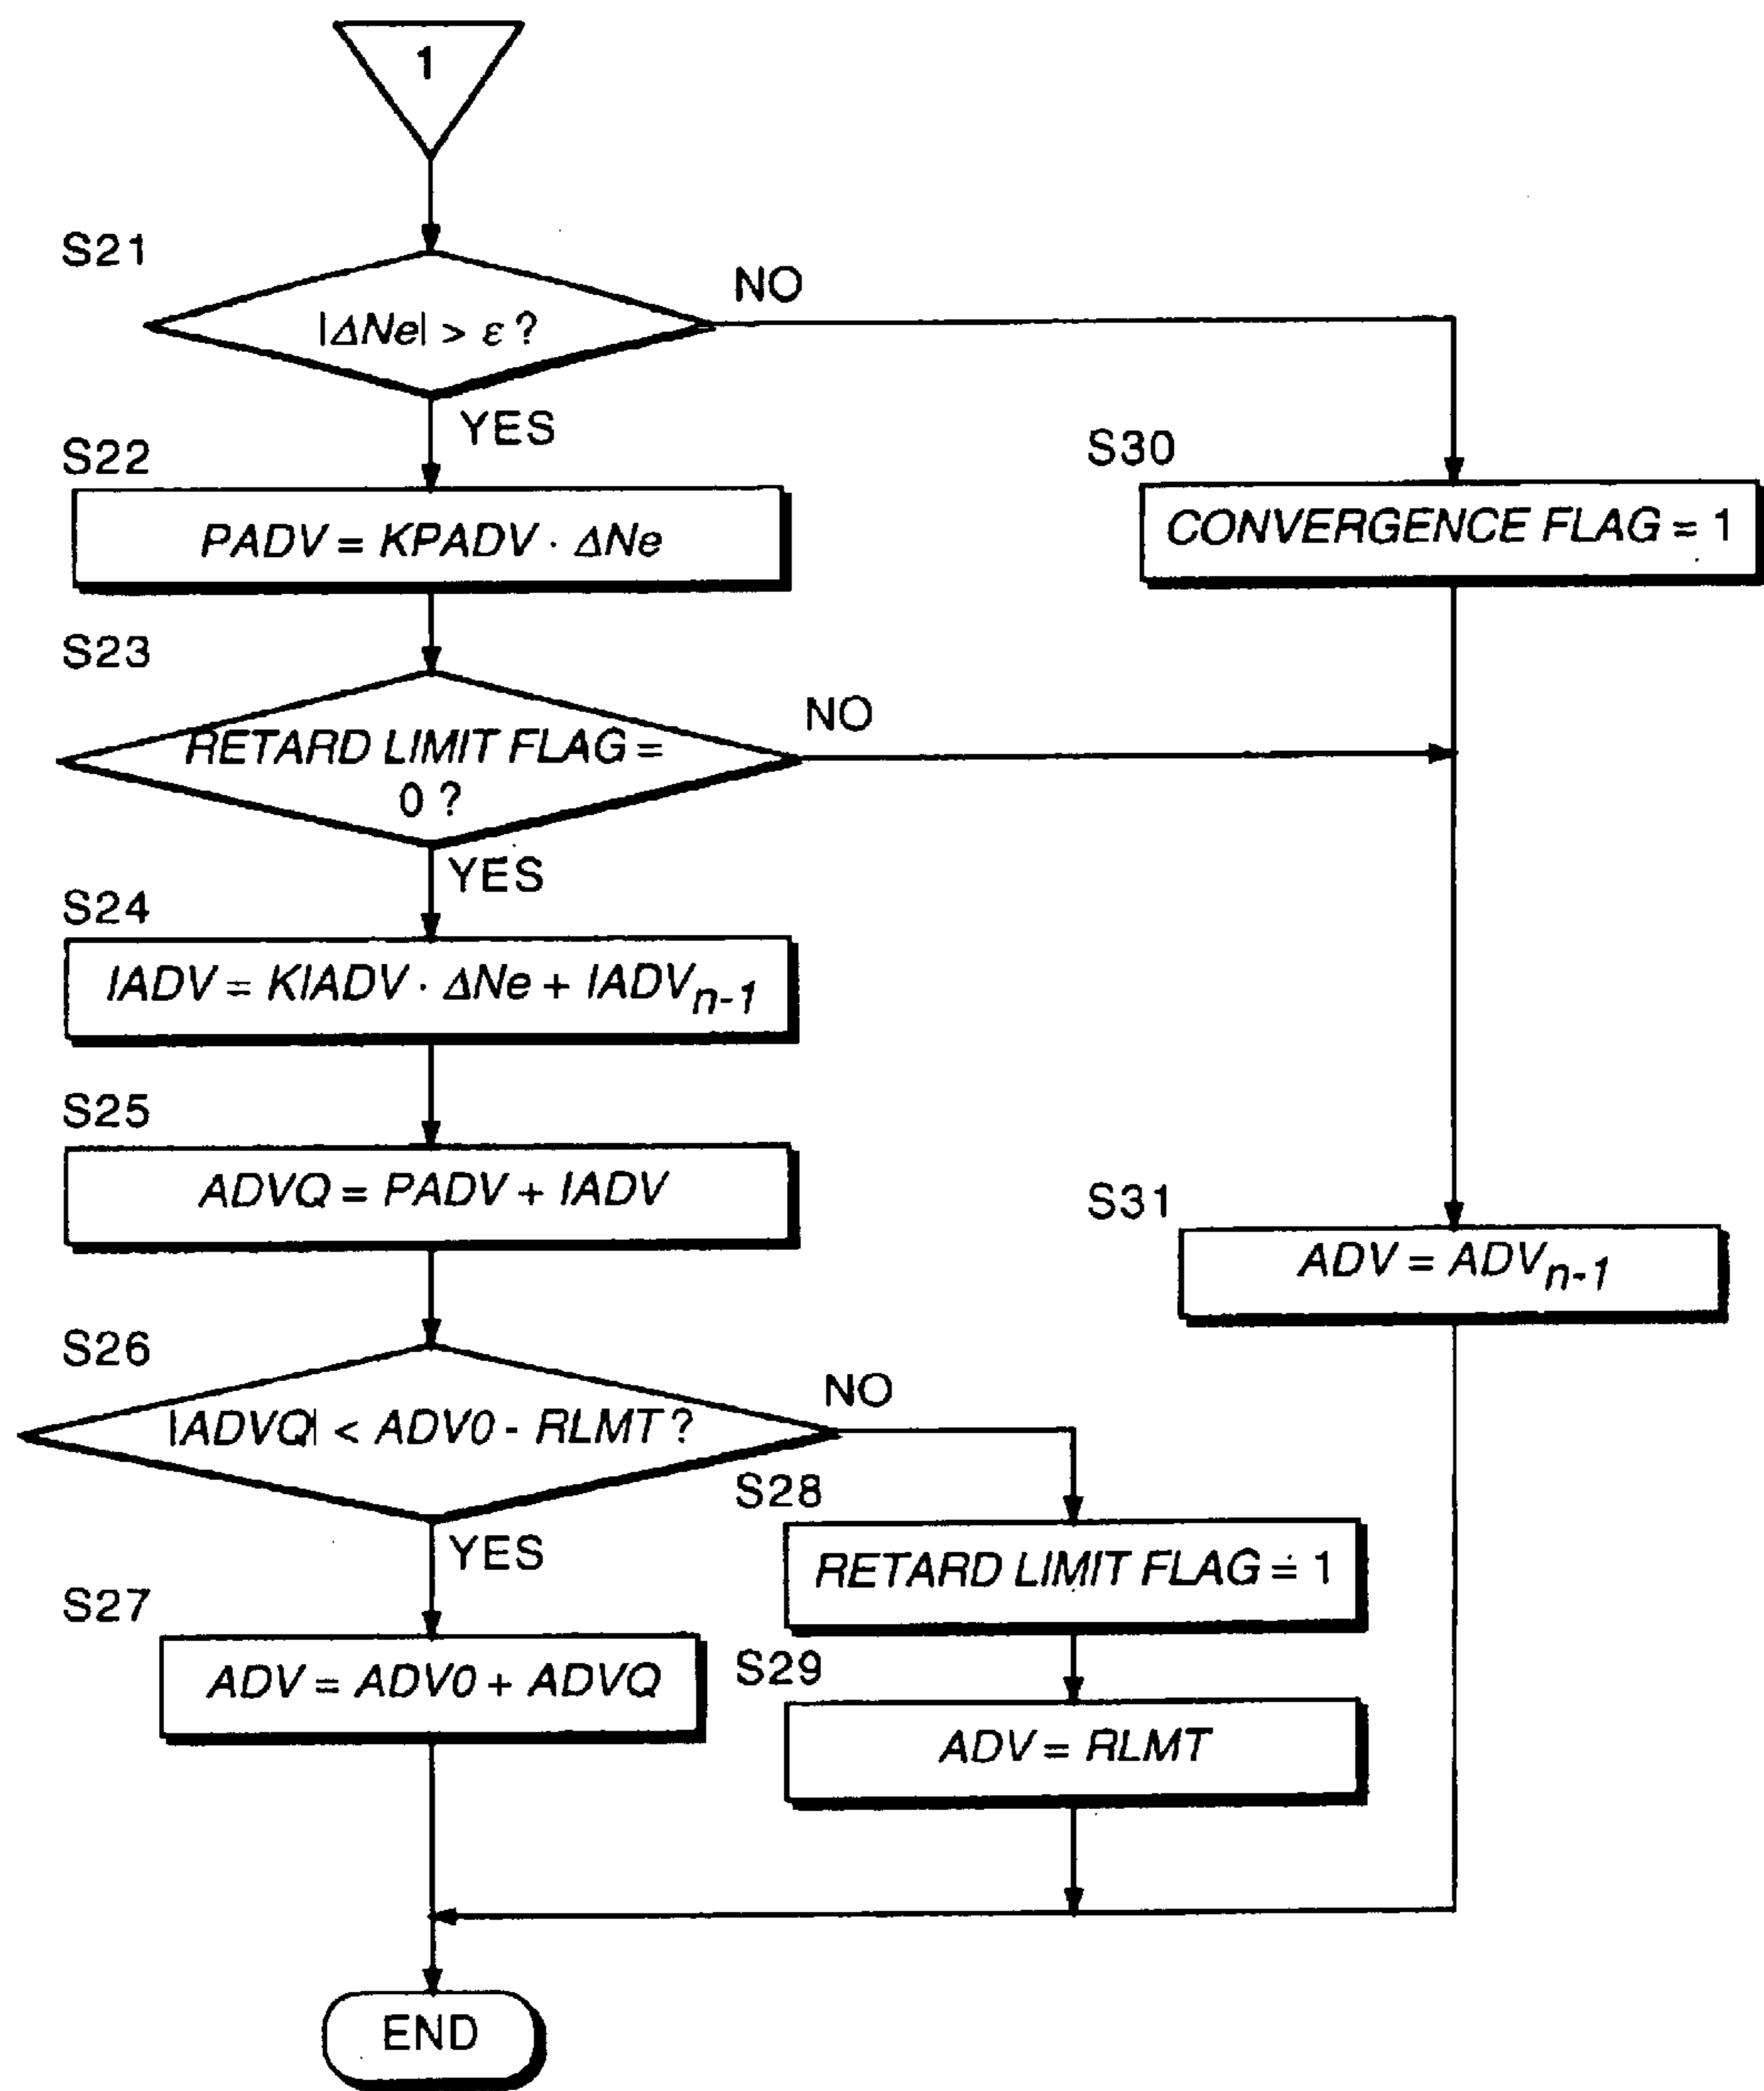 1
S21
|ΔNe| > ε ?
NO
YES
S22
PADV = KPADV · ΔNe
S30
CONVERGENCE FLAG = 1
S23
RETARD LIMIT FLAG =
0 ?
NO
YES
S24
IADV = KIADV · ΔNe + IADVn-1
S25
ADVQ = PADV + IADV
S31
ADV = ADVn-1
S26
|ADVQ| < ADV0 - RLMT ?
NO
YES
S28
RETARD LIMIT FLAG = 1
S27
ADV = ADV0 + ADVQ
S29
ADV = RLMT
END